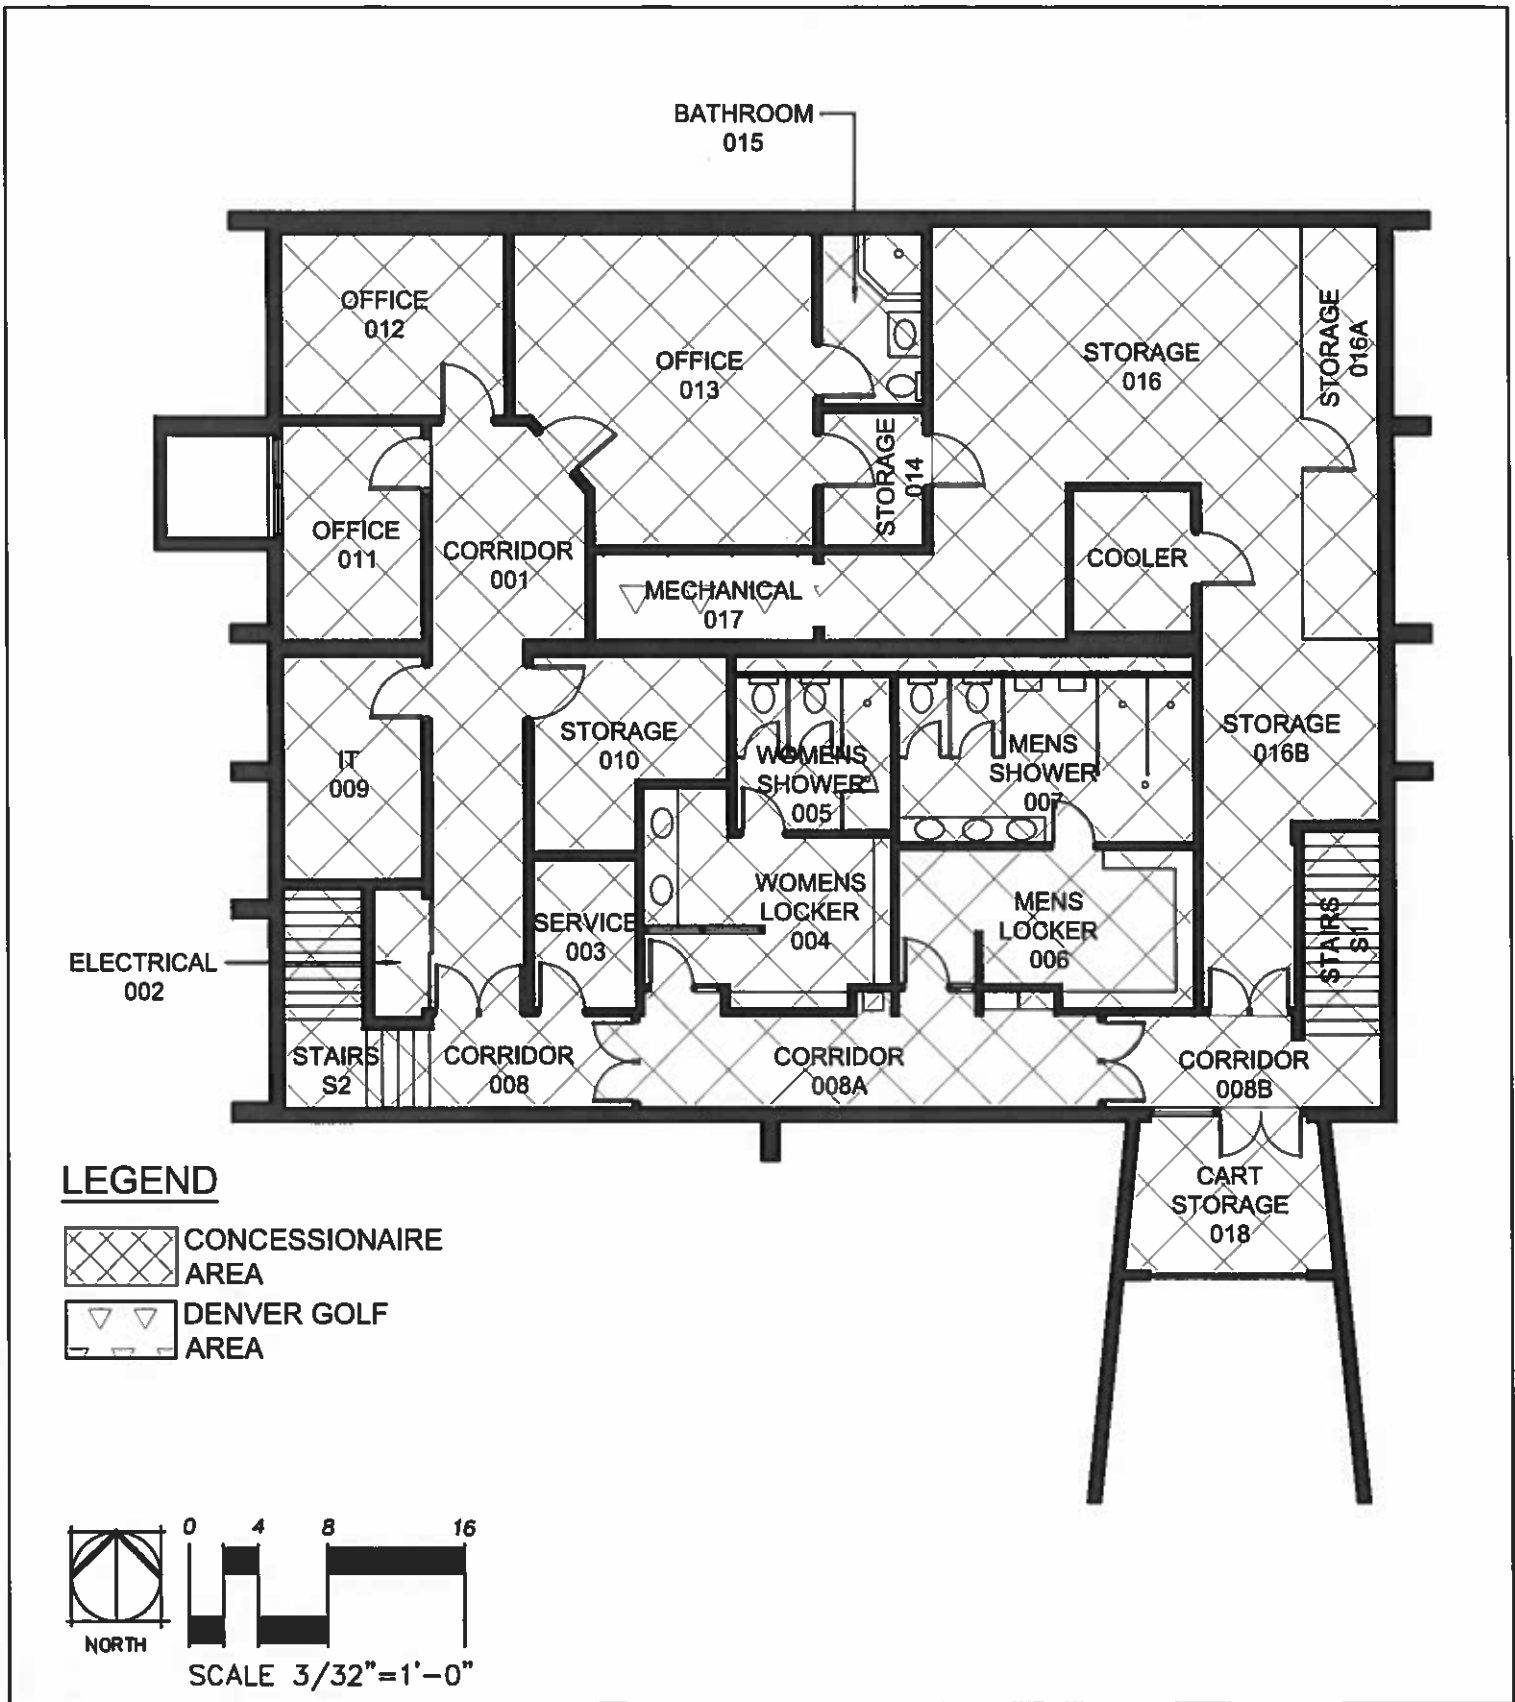 BATHROOM
015
OFFICE
012
OFFICE
013
STORAGE
016
STORAGE
016A
STORAGE
014
OFFICE
011
CORRIDOR
001
COOLER
MECHANICAL
017
STORAGE
010
IT
009
WOMENS
SHOWER
005
MENS
SHOWER
007
STORAGE
016B
WOMENS
LOCKER
004
MENS
LOCKER
006
SERVICE
003
STAIRS
S1
ELECTRICAL
002
STAIRS
S2
CORRIDOR
008
CORRIDOR
008A
CORRIDOR
008B
CART
STORAGE
018
LEGEND
CONCESSIONAIRE
AREA
DENVER GOLF
AREA
0 4 8 16
NORTH
SCALE 3/32"=1'-0"